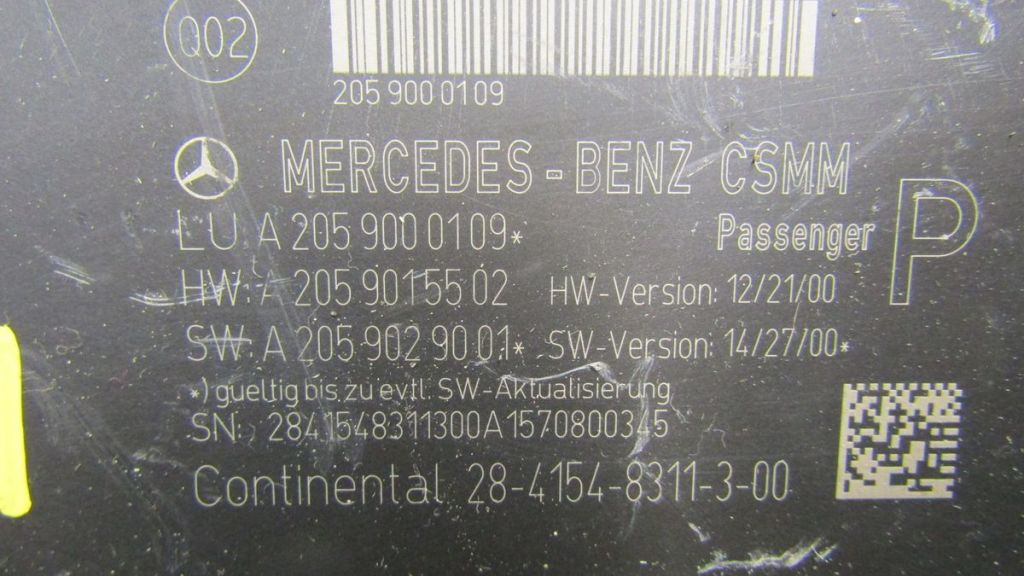 Q02
205 900 01 09
MERCEDES-BENZ CSMM
LU A 205 900 01 09*
Passenger
P
HW: A 205 901 55 02 HW-Version: 12/21/00
SW: A 205 902 90 01* SW-Version: 14/27/00*
*) gueltig bis zu evtl. SW-Aktualisierung
SN: 2841548311300A1570800345
Continental 28-4154-8311-3-00